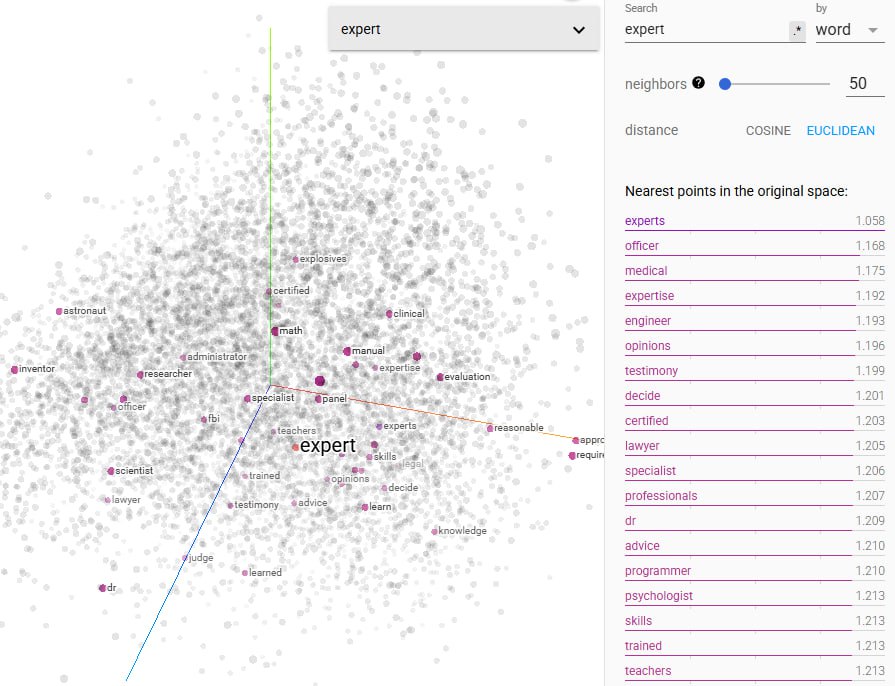 expert
Search
by
expert
.*
word
neighbors ?
50
distance
COSINE
EUCLIDEAN
Nearest points in the original space:
experts 1.058
officer 1.168
medical 1.175
expertise 1.192
engineer 1.193
opinions 1.196
testimony 1.199
decide 1.201
certified 1.203
lawyer 1.205
specialist 1.206
professionals 1.207
dr 1.209
advice 1.210
programmer 1.210
psychologist 1.213
skills 1.213
trained 1.213
teachers 1.213
explosives
certified
astronaut
clinical
math
manual
administrator
inventor
researcher
expertise
evaluation
specialist
panel
officer
fbi
experts
reasonable
teachers
expert
appro
require
skills
legal
scientist
trained
opinions
decide
lawyer
testimony
advice
learn
knowledge
judge
learned
dr